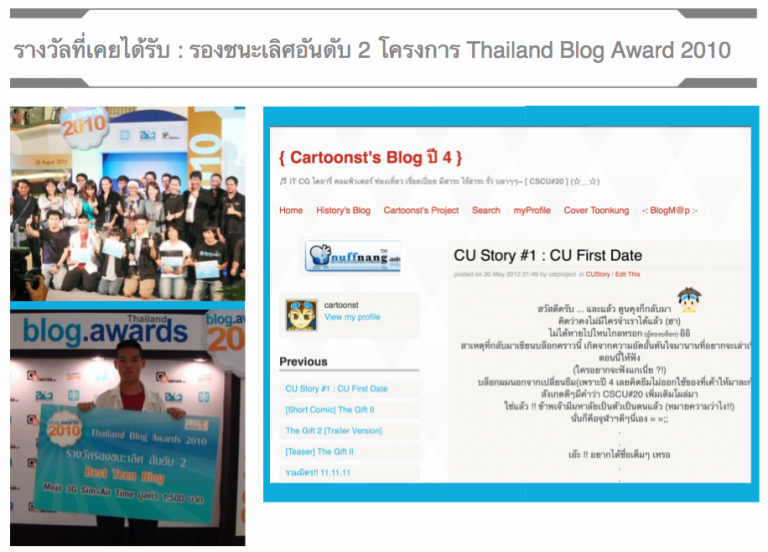 รางวัลที่เคยได้รับ : รองชนะเลิศอันดับ 2 โครงการ Thailand Blog Award 2010
2010
26 August 2010
Thailand
blog.awards
20
blog.awards
2010
Thailand Blog Awards 2010
รางวัลรองชนะเลิศ อันดับ 2
Best Teen Blog
Mojo 3G Sim+Air Time มูลค่า 1,500 บาท
{ Cartoonst's Blog ปี 4 }
♬ IT CG ไดอารี่ คอมพิวเตอร์ ท่องเที่ยว เรื่อยเปื่อย มีสาระ ไร้สาระ รั่ว บลาๆๆ~ [ CSCU#20 ] (☆__☆)
Home History's Blog Cartoonst's Project Search myProfile Cover Toonkung -: BlogM@p :-
nuffnang TM
CU Story #1 : CU First Date
posted on 30 May 2012 21:49 by catproject in CUStory | Edit This
cartoonst
View my profile
Previous
CU Story #1 : CU First Date
[Short Comic] The Gift II
The Gift 2 [Trailer Version]
[Teaser] The Gift II
รวมมิตร!! 11.11.11
สวัสดีครับ ... และแล้ว ตูนคุงก็กลับมา
คิดว่าคงไม่มีใครจำเราได้แล้ว (ฮา)
ไม่ได้หายไปไหนไกลหรอก (อู้ดองบล็อก) อิอิ
สาเหตุที่กลับมาเขียนบล็อกคราวนี้ เกิดจากความอัดอั้นตันใจมานานที่อยากจะเล่าเ
ตอนนี้ให้ฟัง
(ใครอยากจะฟังแกเนี่ย ?!)
บล็อกผมนอกจากเปลี่ยนธีม(เพราะปี 4 เลยคิดธีมไม่ออกใช้ของที่เค้าให้มาละกั
สังเกตดีๆมีคำว่า CSCU#20 เพิ่มเติมโผล่มา
ใช่แล้ว !! ข้าพเจ้ามีมหาลัยเป็นตัวเป็นตนแล้ว (หมายความว่าไง!!)
นั่นก็คือจุฬาฯดีๆนี่เอง = =;;
.
.
เอ๊ะ !! อยากได้ชื่อเต็มๆ เหรอ
.
.